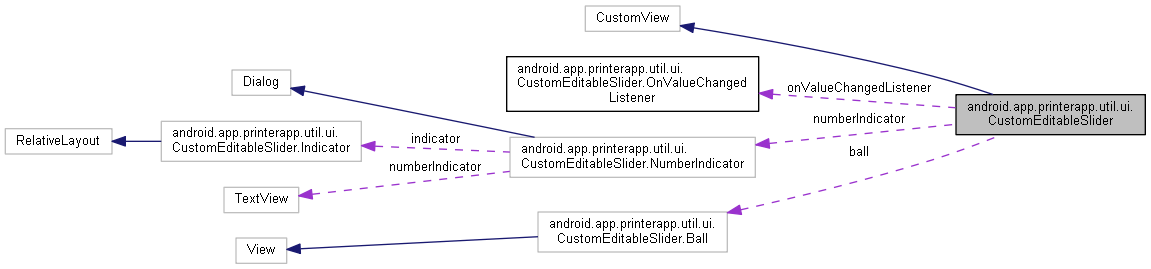 CustomView
android.app.printerapp.util.ui.
CustomEditableSlider.OnValueChanged
Listener
onValueChangedListener
Dialog
android.app.printerapp.util.ui.
CustomEditableSlider
numberIndicator
RelativeLayout
android.app.printerapp.util.ui.
CustomEditableSlider.Indicator
indicator
android.app.printerapp.util.ui.
CustomEditableSlider.NumberIndicator
ball
numberIndicator
TextView
android.app.printerapp.util.ui.
CustomEditableSlider.Ball
View